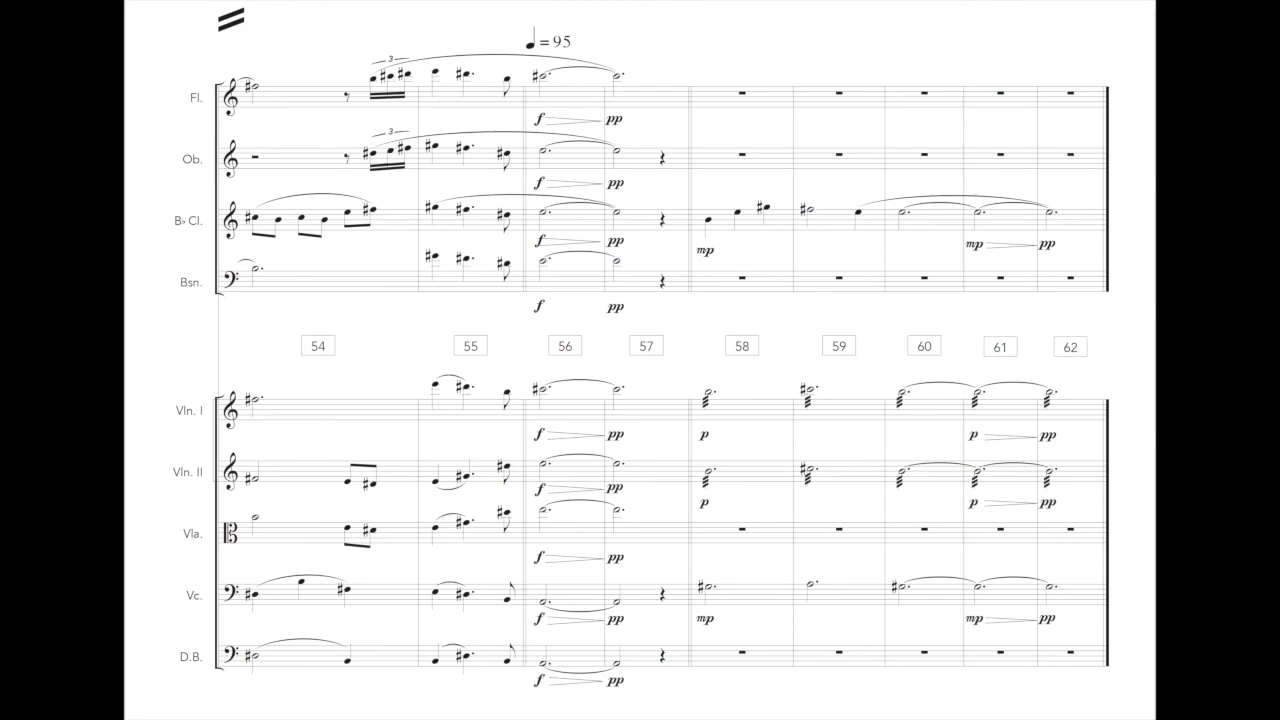 ♩ = 95
Fl.
3
f pp
Ob.
3
f pp
B♭ Cl.
f pp mp mp pp
Bsn.
f pp
54 55 56 57 58 59 60 61 62
Vln. I
f pp p p pp
Vln. II
f pp p p pp
Vla.
f pp
Vc.
f pp mp mp pp
D.B.
f pp